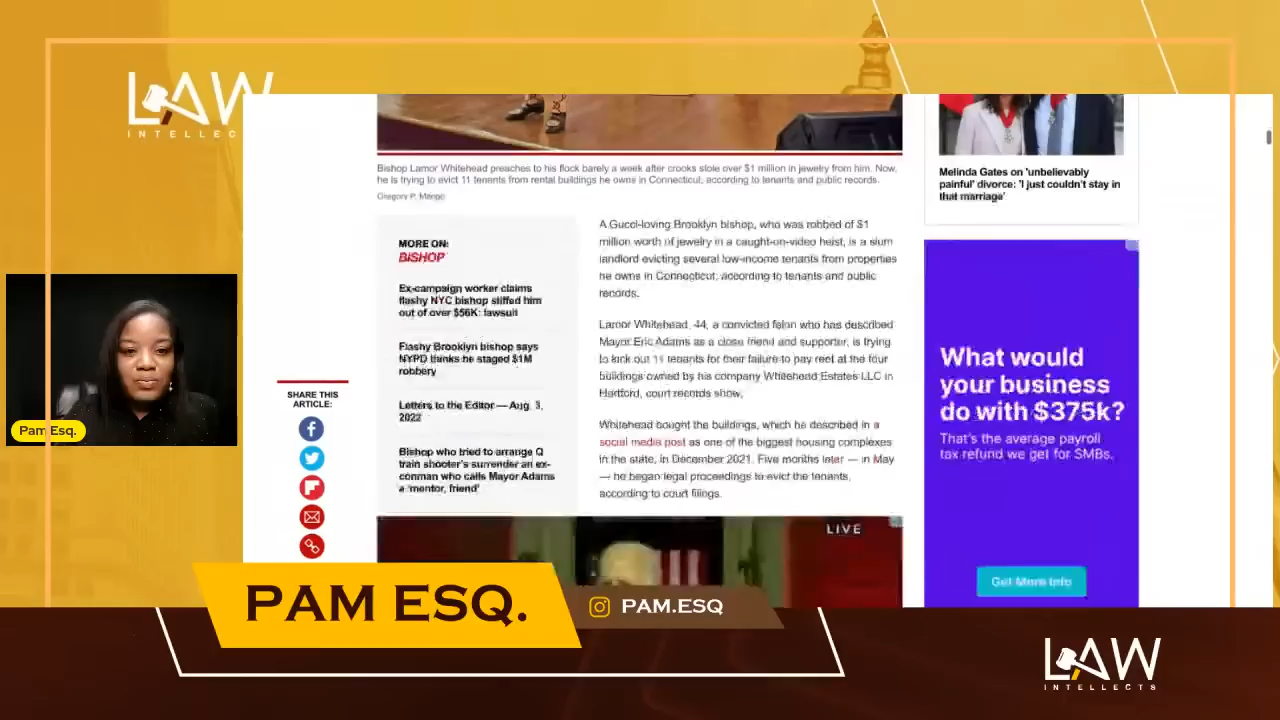 LAW
INTELLEC
Bishop Lamor Whitehead preaches to his flock barely a week after crooks stole over $1 million in jewelry from him. Now,
he is trying to evict 11 tenants from rental buildings he owns in Connecticut, according to tenants and public records.
Gregory P. Mango
MORE ON:
BISHOP
Ex-campaign worker claims
flashy NYC bishop stiffed him
out of over $56K: lawsuit
Flashy Brooklyn bishop says
NYPD thinks he staged $1M
robbery
Letters to the Editor — Aug. 3,
2022
Bishop who tried to arrange Q
train shooter's surrender an ex-
conman who calls Mayor Adams
a 'mentor, friend'
SHARE THIS
ARTICLE:
A Gucci-loving Brooklyn bishop, who was robbed of $1
million worth of jewelry in a caught-on-video heist, is a slum
landlord evicting several low-income tenants from properties
he owns in Connecticut, according to tenants and public
records.
Lamor Whitehead, 44, a convicted felon who has described
Mayor Eric Adams as a close friend and supporter, is trying
to kick out 11 tenants for their failure to pay rent at the four
buildings owned by his company Whitehead Estates LLC in
Hartford, court records show.
Whitehead bought the buildings, which he described in a
social media post as one of the biggest housing complexes
in the state, in December 2021. Five months later — in May
— he began legal proceedings to evict the tenants,
according to court filings.
LIVE
Melinda Gates on 'unbelievably
painful' divorce: 'I just couldn't stay in
that marriage'
What would
your business
do with $375k?
That's the average payroll
tax refund we get for SMBs.
Get More Info
Pam Esq.
PAM ESQ.
PAM.ESQ
LAW
INTELLECTS